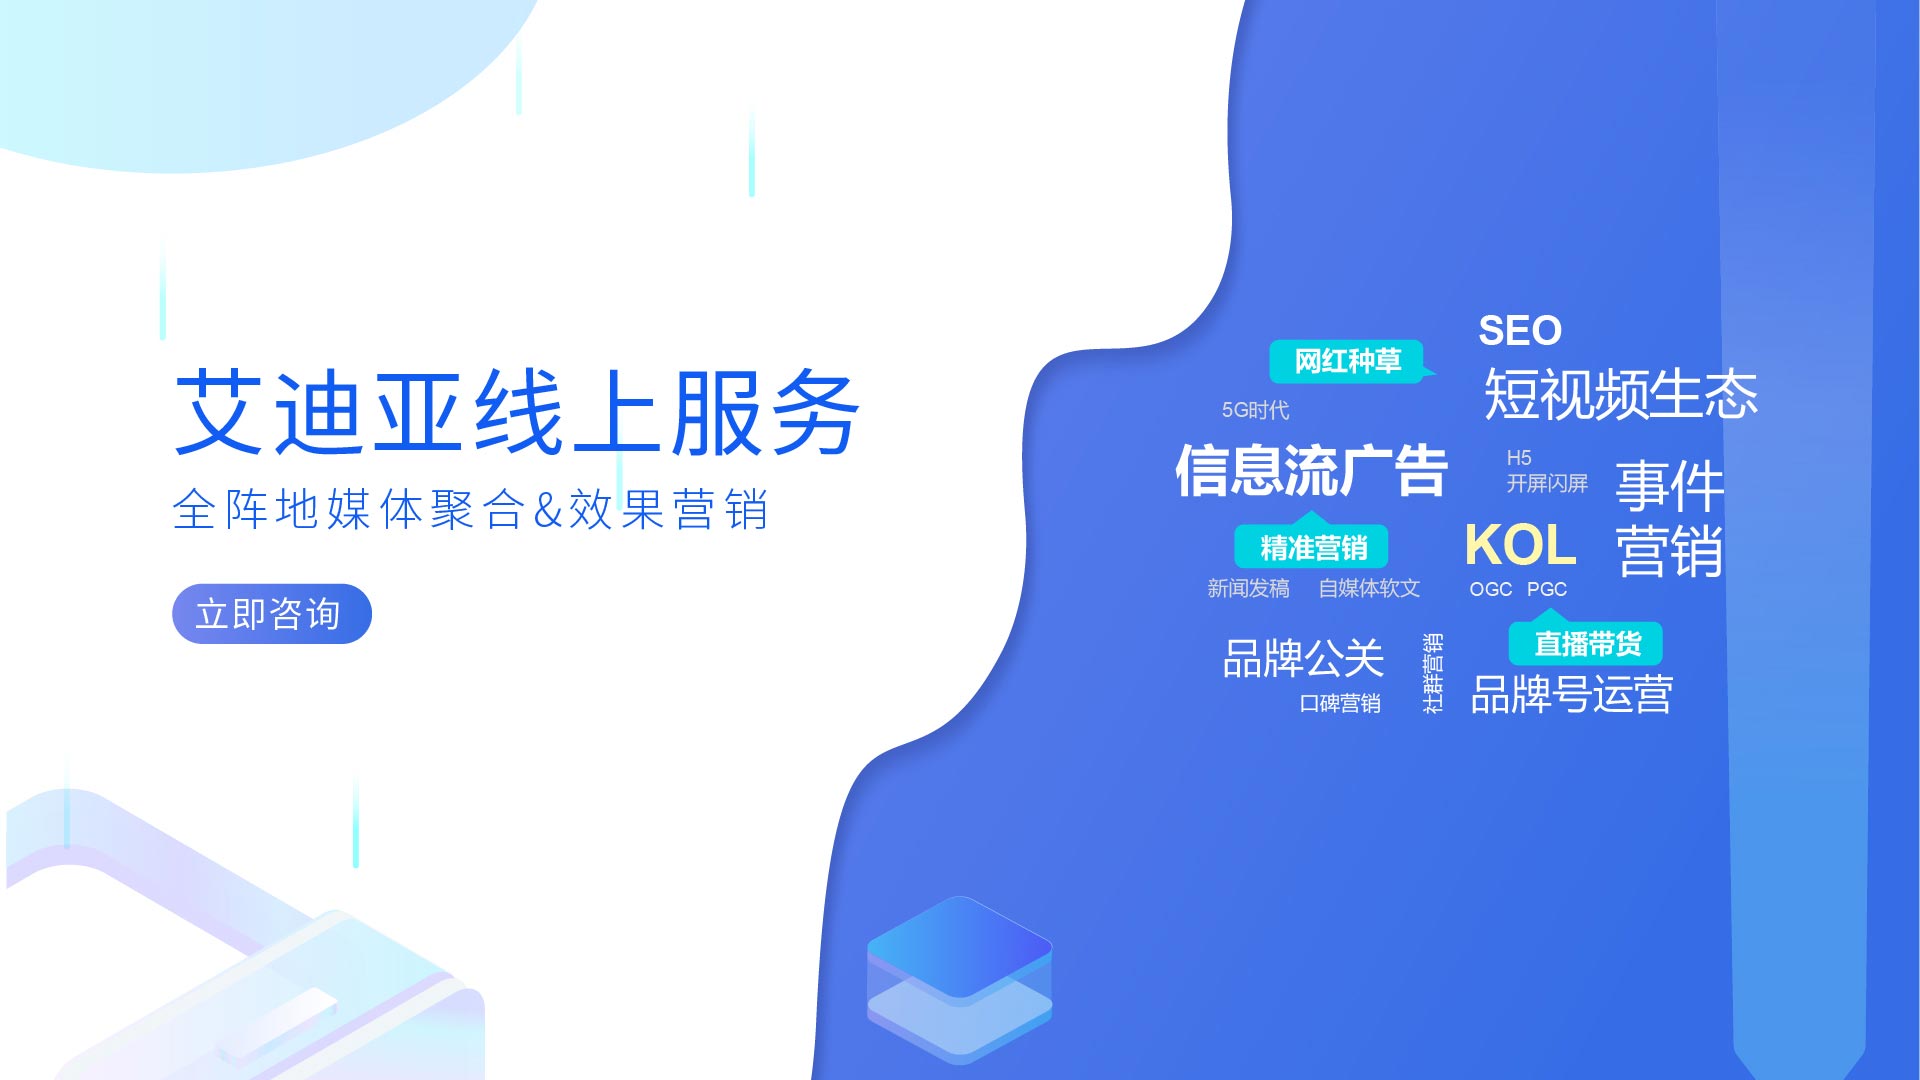 艾迪亚线上服务
全阵地媒体聚合&效果营销
立即咨询
SEO
网红种草
短视频生态
5G时代
信息流广告
H5
开屏闪屏
事件
营销
KOL
精准营销
新闻发稿 自媒体软文
OGC PGC
直播带货
品牌公关
社群营销
品牌号运营
口碑营销